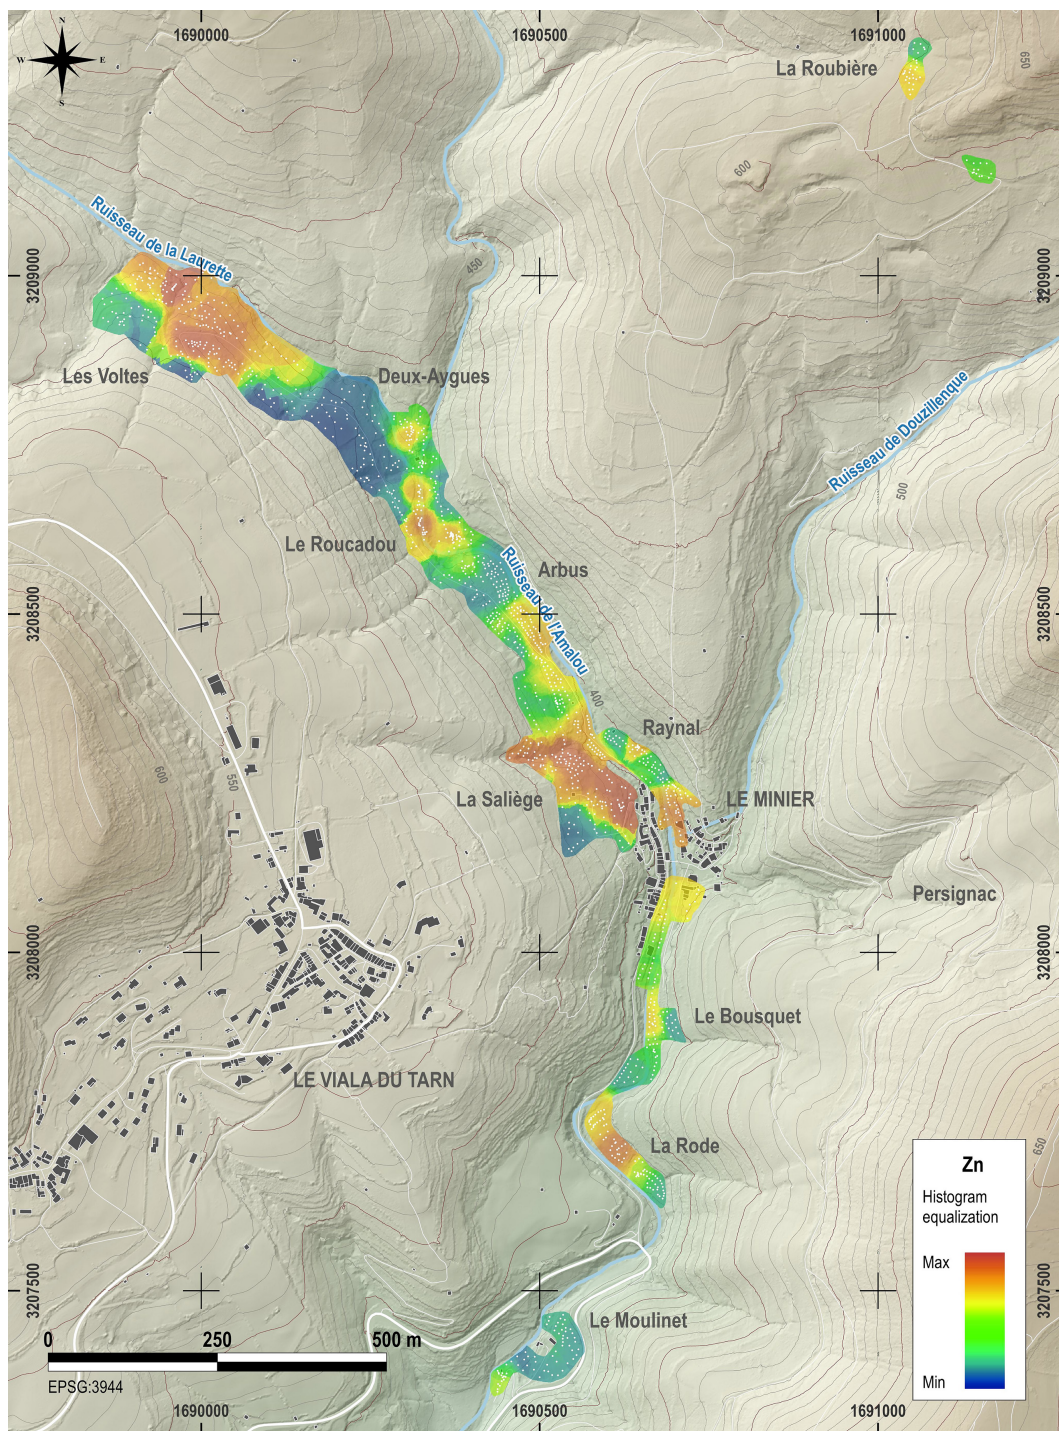 1690000
1690500
1691000
N
W
E
S
La Roubière
650
600
Ruisseau de la Laurette
450
3209000
3209000
Les Voltes
Deux-Aygues
Ruisseau de Douzillenque
500
Le Roucadou
Arbus
Ruisseau de l'Amalou
3208500
3208500
400
Raynal
600
550
La Saliège
LE MINIER
Persignac
3208000
3208000
Le Bousquet
LE VIALA DU TARN
La Rode
650
Zn
Histogram
equalization
Max
Min
3207500
3207500
Le Moulinet
0
250
500 m
EPSG:3944
1690000
1690500
1691000